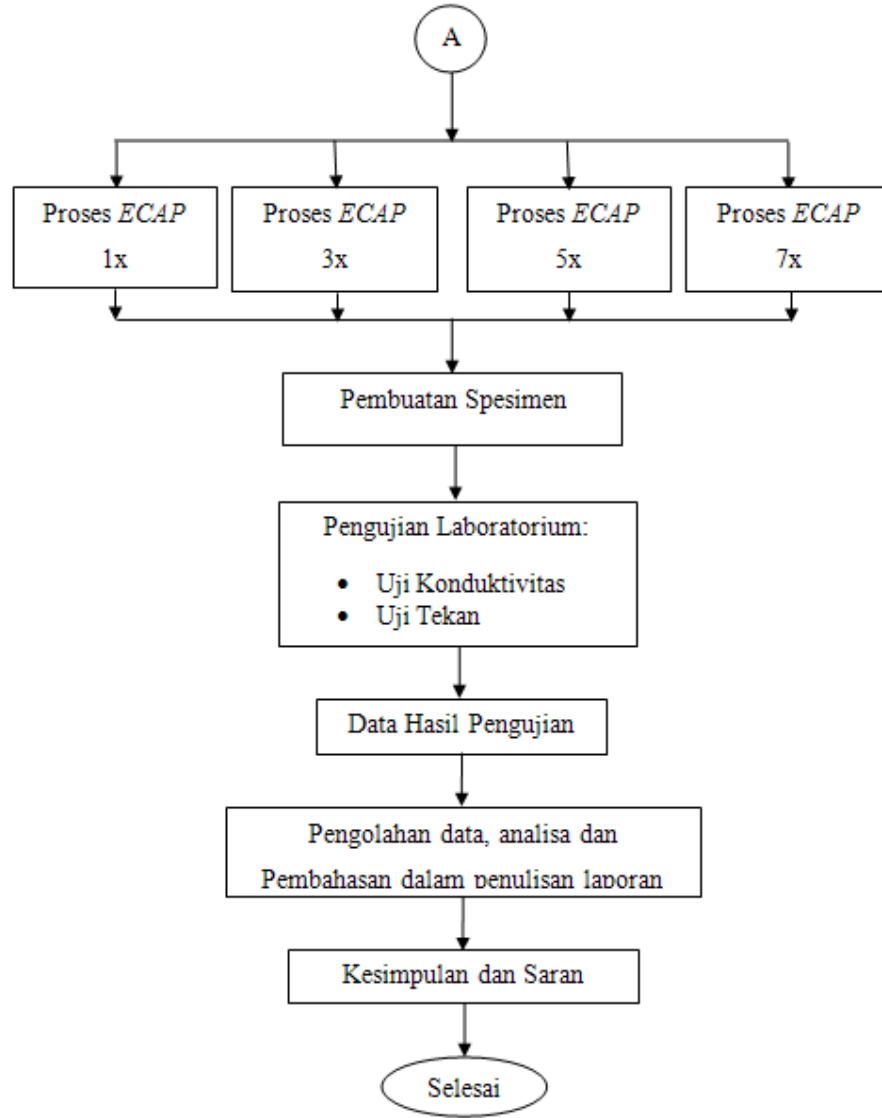 A
Proses ECAP
1x
Proses ECAP
3x
Proses ECAP
5x
Proses ECAP
7x
Pembuatan Spesimen
Pengujian Laboratorium:
• Uji Konduktivitas
• Uji Tekan
Data Hasil Pengujian
Pengolahan data, analisa dan
Pembahasan dalam penulisan laporan
Kesimpulan dan Saran
Selesai